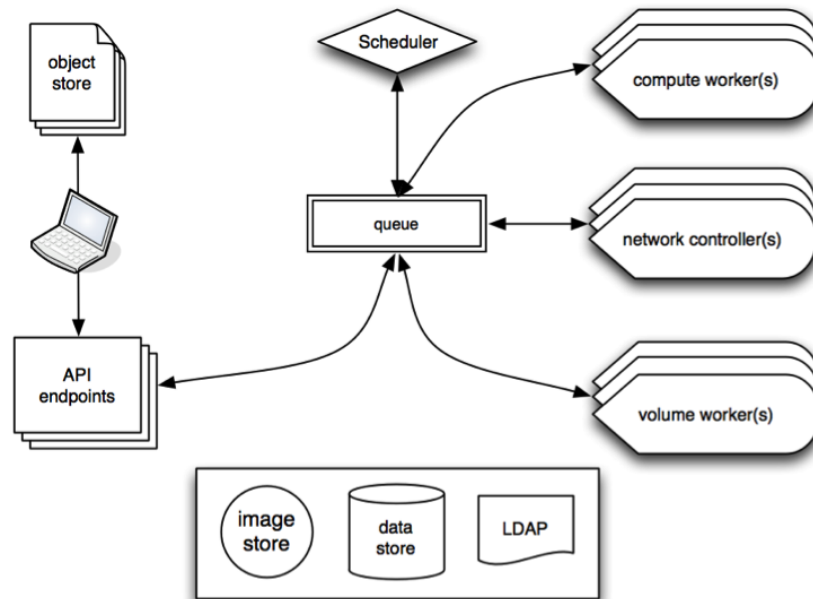 Scheduler
object
store
compute worker(s)
queue
network controller(s)
API
endpoints
volume worker(s)
image
store
data
store
LDAP